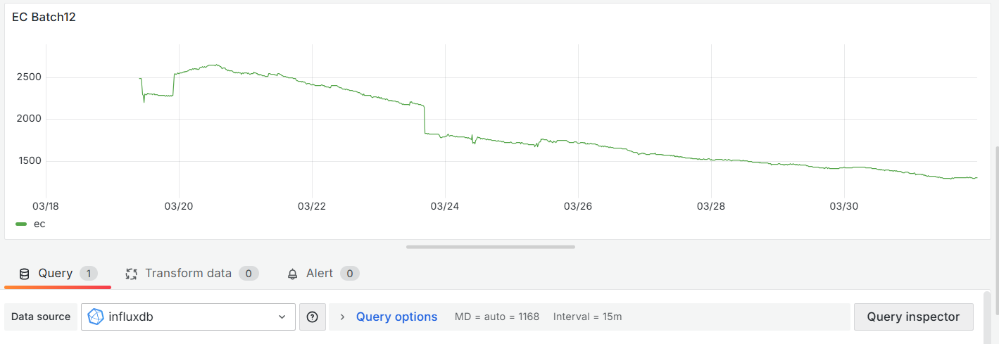 EC Batch12
2500
2000
1500
03/18 03/20 03/22 03/24 03/26 03/28 03/30
ec
Query 1 Transform data 0 Alert 0
Data source influxdb Query options MD = auto = 1168 Interval = 15m Query inspector